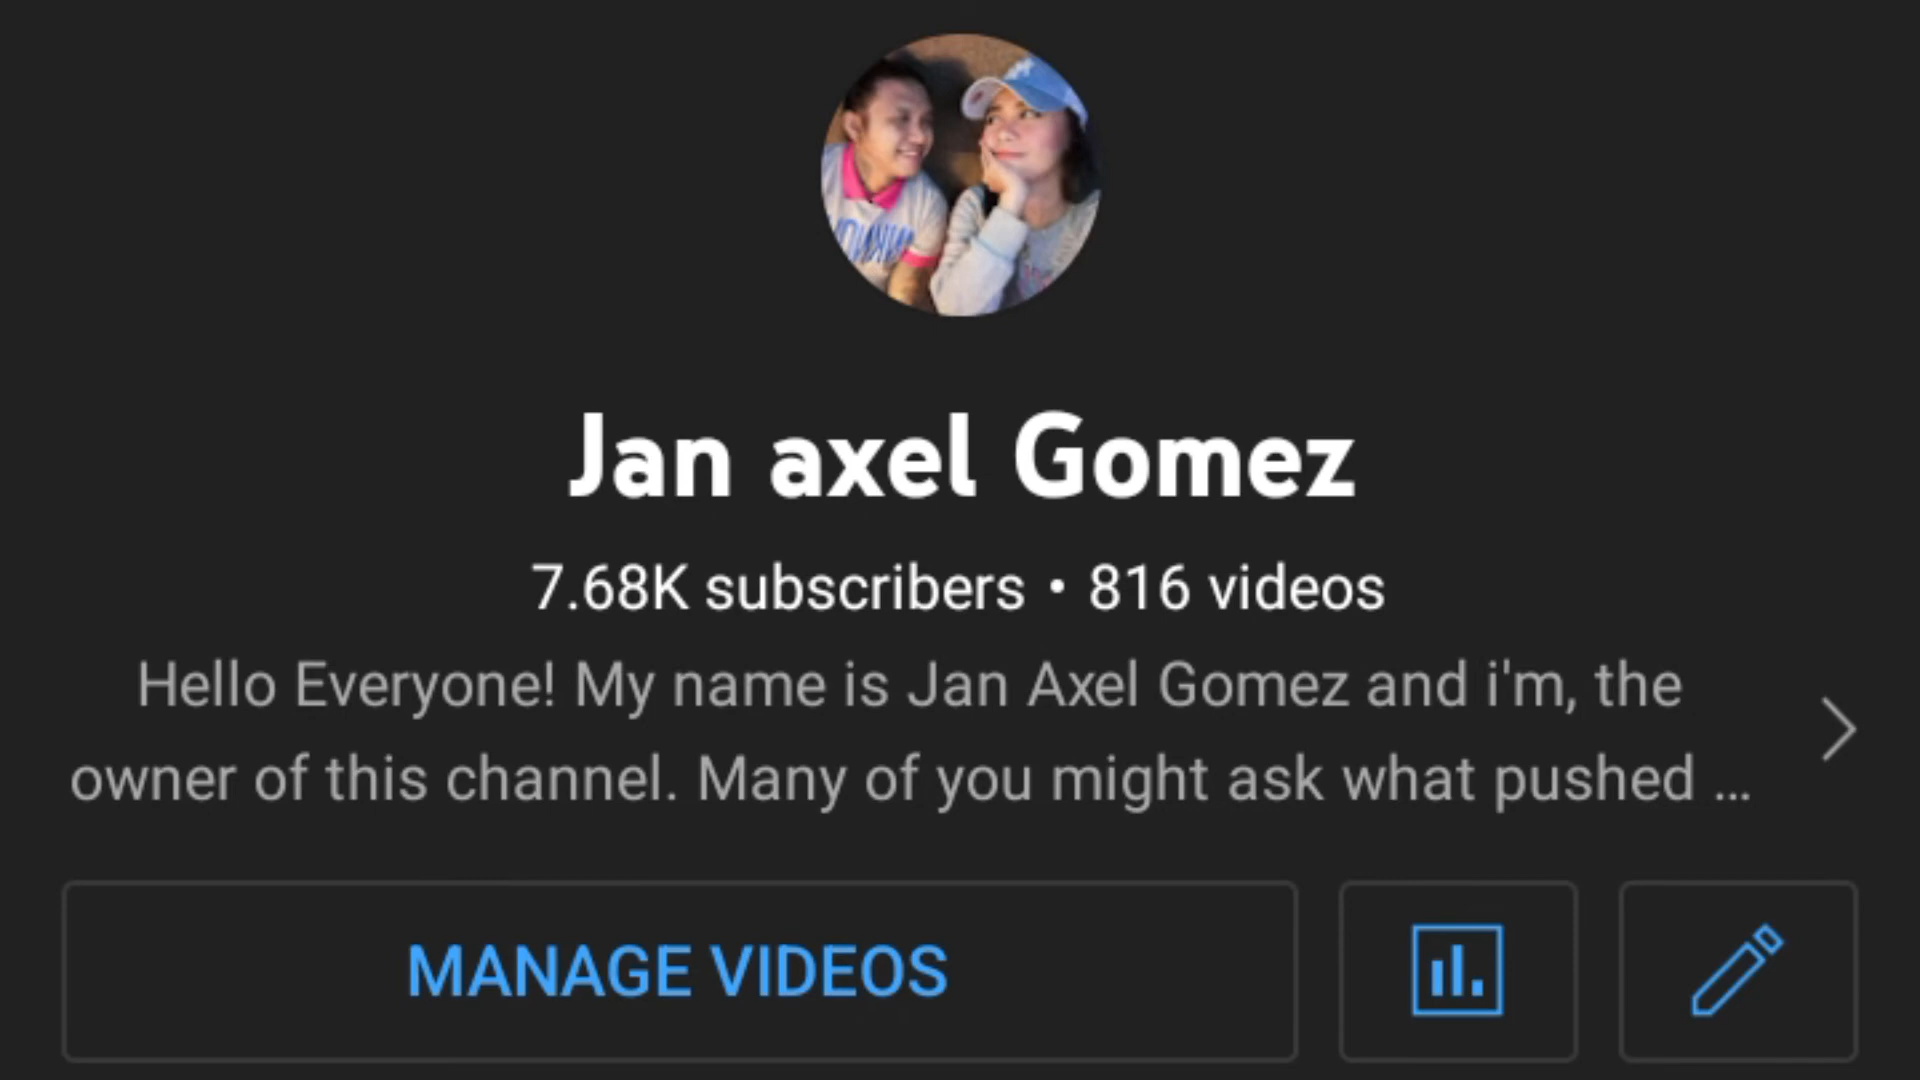 Jan axel Gomez
7.68K subscribers • 816 videos
Hello Everyone! My name is Jan Axel Gomez and i'm, the
owner of this channel. Many of you might ask what pushed ...
MANAGE VIDEOS